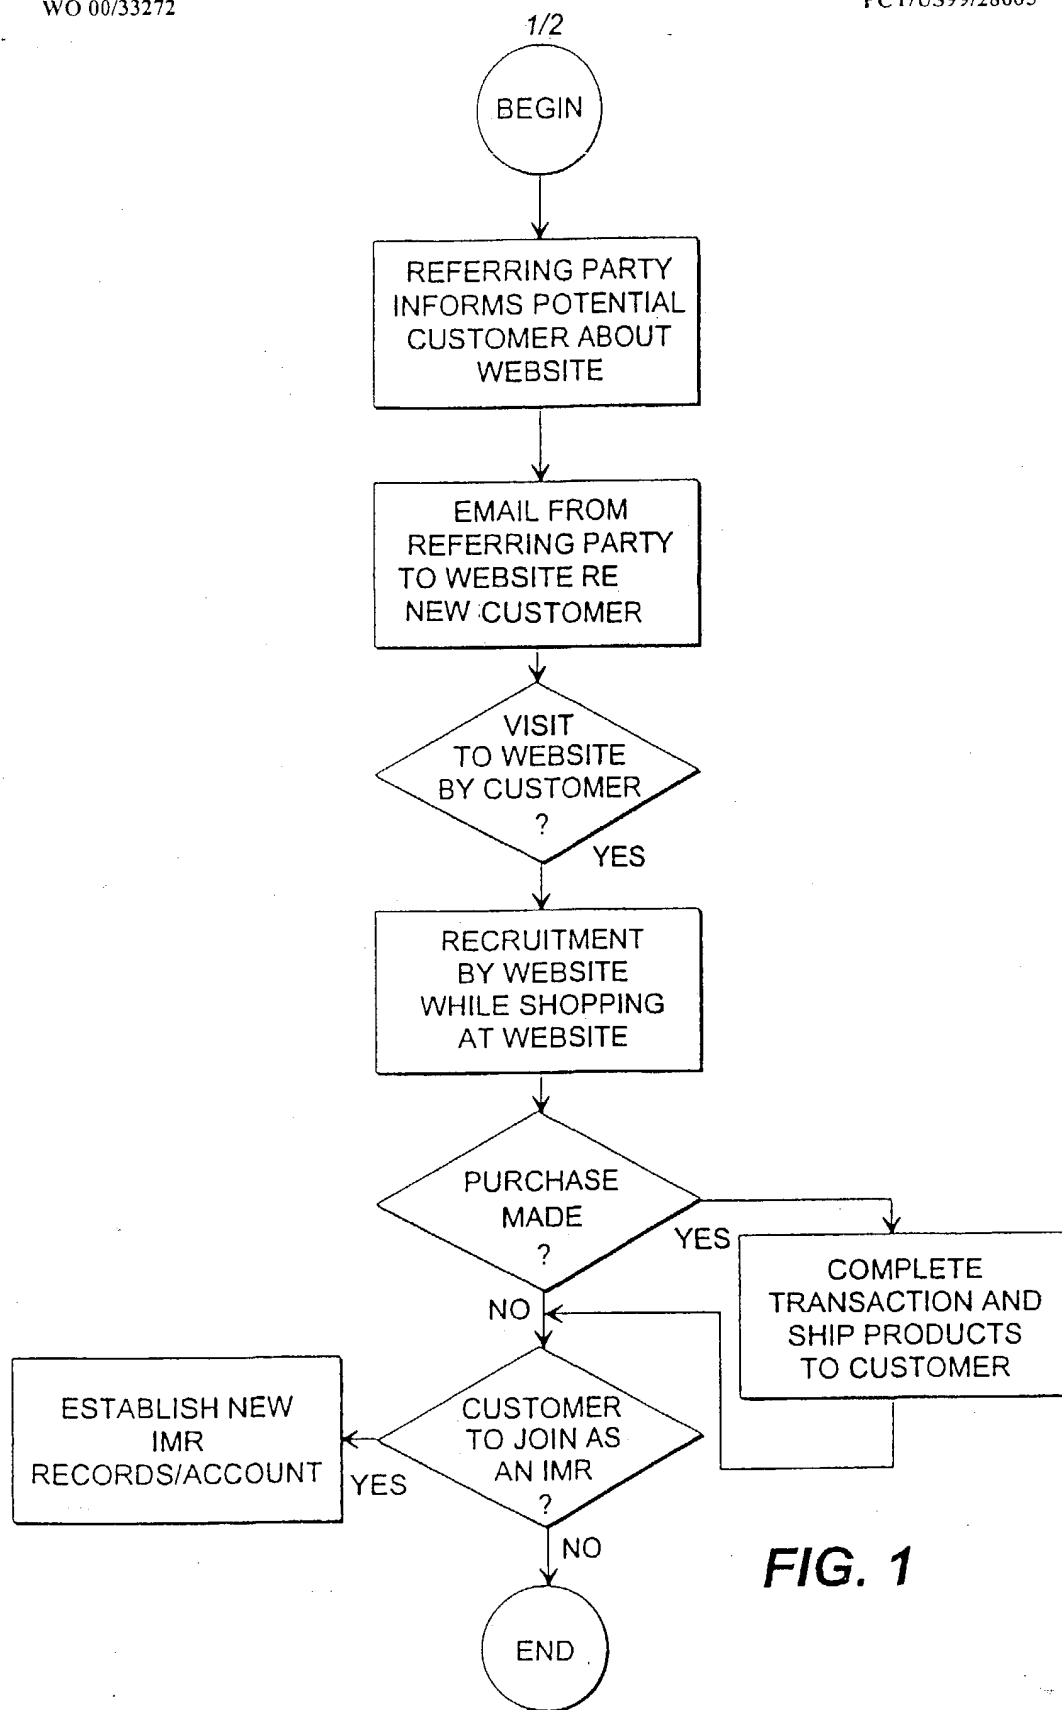 WO 00/33272
1/2
BEGIN
REFERRING PARTY
INFORMS POTENTIAL
CUSTOMER ABOUT
WEBSITE
EMAIL FROM
REFERRING PARTY
TO WEBSITE RE
NEW CUSTOMER
VISIT
TO WEBSITE
BY CUSTOMER
?
YES
RECRUITMENT
BY WEBSITE
WHILE SHOPPING
AT WEBSITE
PURCHASE
MADE
?
YES
COMPLETE
TRANSACTION AND
SHIP PRODUCTS
TO CUSTOMER
NO
CUSTOMER
TO JOIN AS
AN IMR
?
YES
ESTABLISH NEW
IMR
RECORDS/ACCOUNT
NO
END
FIG. 1